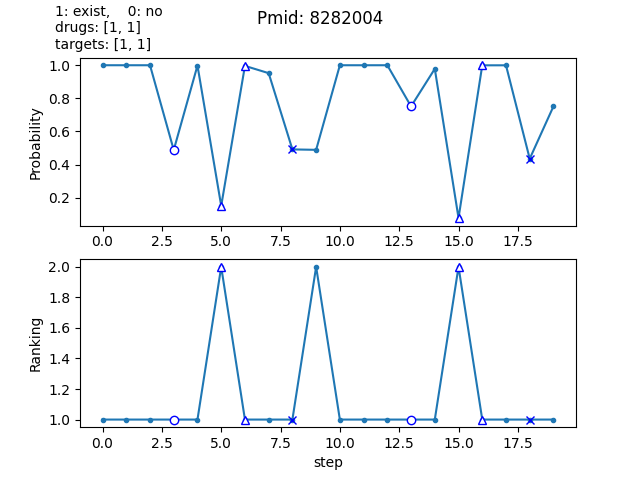 1: exist,    0: no
drugs: [1, 1]
targets: [1, 1]
Pmid: 8282004
Probability
1.0
0.8
0.6
0.4
0.2
0.0 2.5 5.0 7.5 10.0 12.5 15.0 17.5
Ranking
2.0
1.8
1.6
1.4
1.2
1.0
0.0 2.5 5.0 7.5 10.0 12.5 15.0 17.5
step